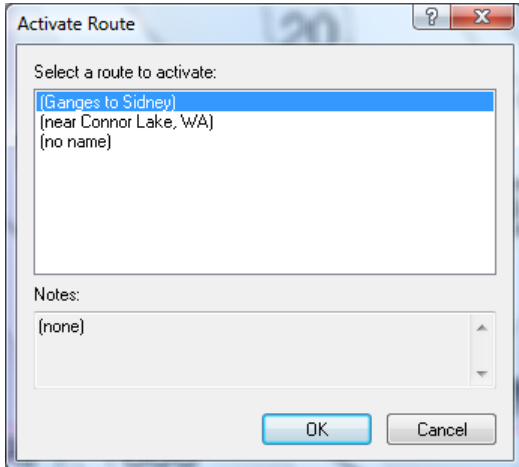 20
Activate Route
?
Select a route to activate:
(Ganges to Sidney)
(near Connor Lake, WA)
(no name)
Notes:
(none)
OK
Cancel